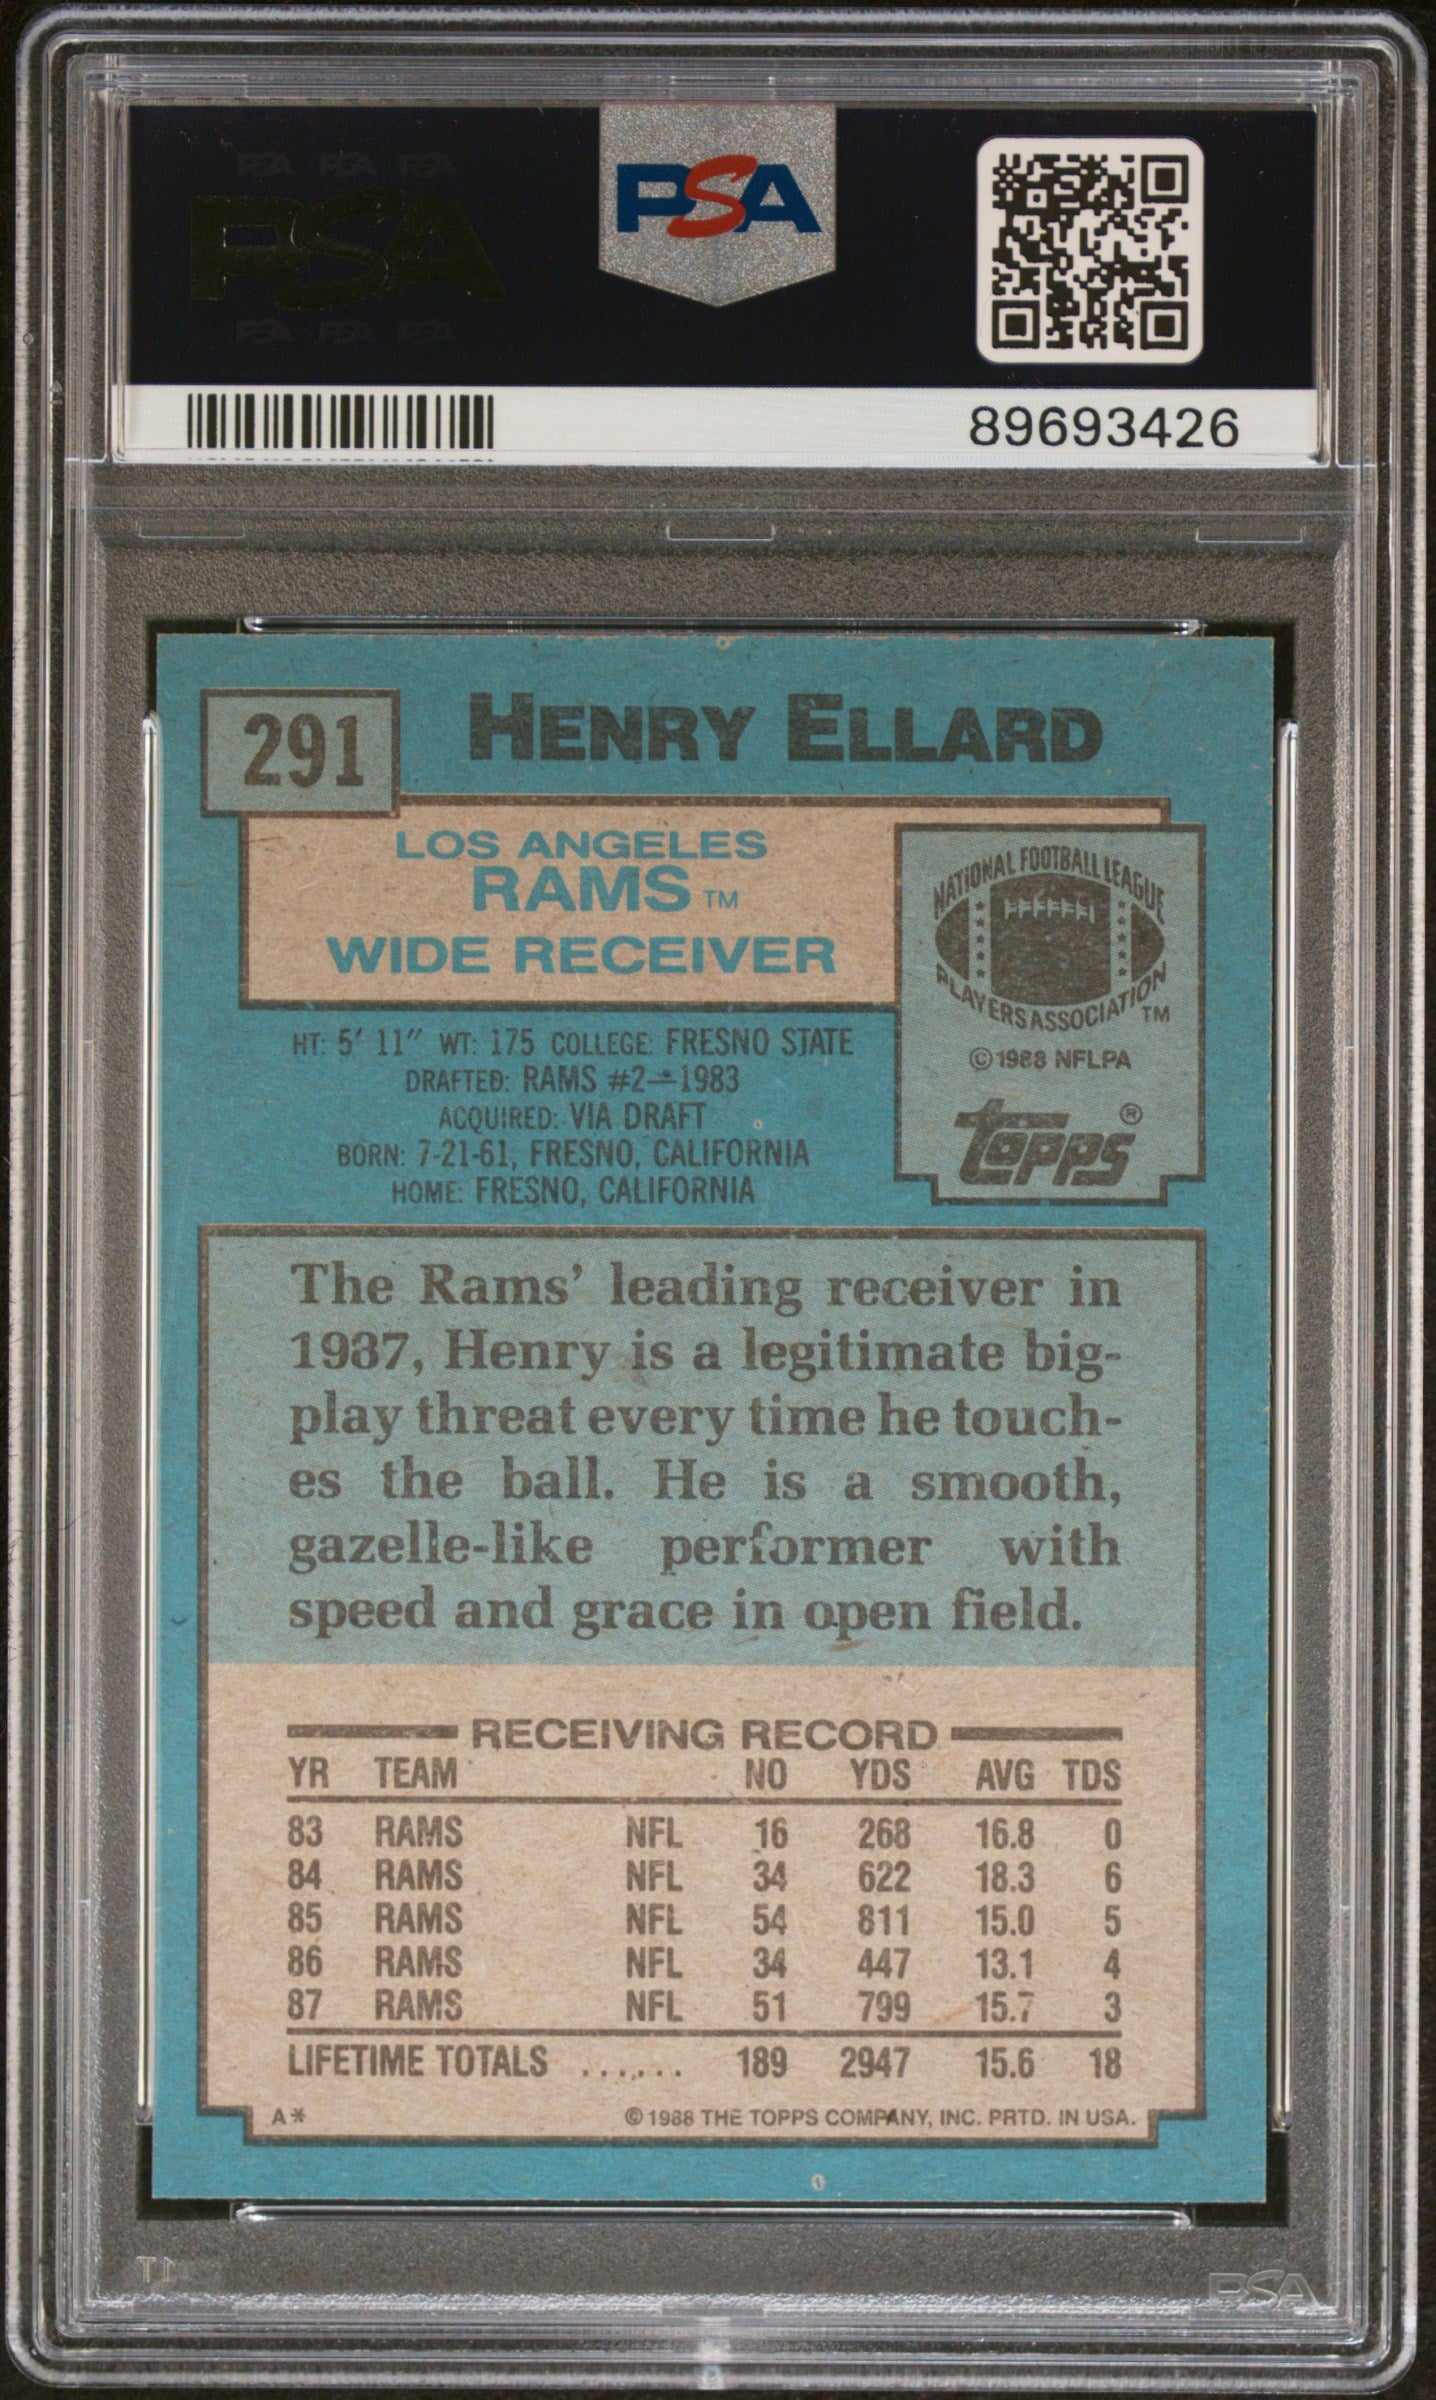 PSA PSA PSA
PSA
PSA PSA PSA
PSA
89693426
291
HENRY ELLARD
LOS ANGELES
RAMS TM
WIDE RECEIVER
NATIONAL FOOTBALL LEAGUE
PLAYERS ASSOCIATION TM
© 1988 NFLPA
topps ®
HT: 5' 11" WT: 175 COLLEGE: FRESNO STATE
DRAFTED: RAMS #2—1983
ACQUIRED: VIA DRAFT
BORN: 7-21-61, FRESNO, CALIFORNIA
HOME: FRESNO, CALIFORNIA
The Rams' leading receiver in
1987, Henry is a legitimate big-
play threat every time he touch-
es the ball. He is a smooth,
gazelle-like performer with
speed and grace in open field.
RECEIVING RECORD
YR TEAM NO YDS AVG TDS
83 RAMS NFL 16 268 16.8 0
84 RAMS NFL 34 622 18.3 6
85 RAMS NFL 54 811 15.0 5
86 RAMS NFL 34 447 13.1 4
87 RAMS NFL 51 799 15.7 3
LIFETIME TOTALS ...... 189 2947 15.6 18
A* © 1988 THE TOPPS COMPANY, INC. PRTD. IN USA.
PSA